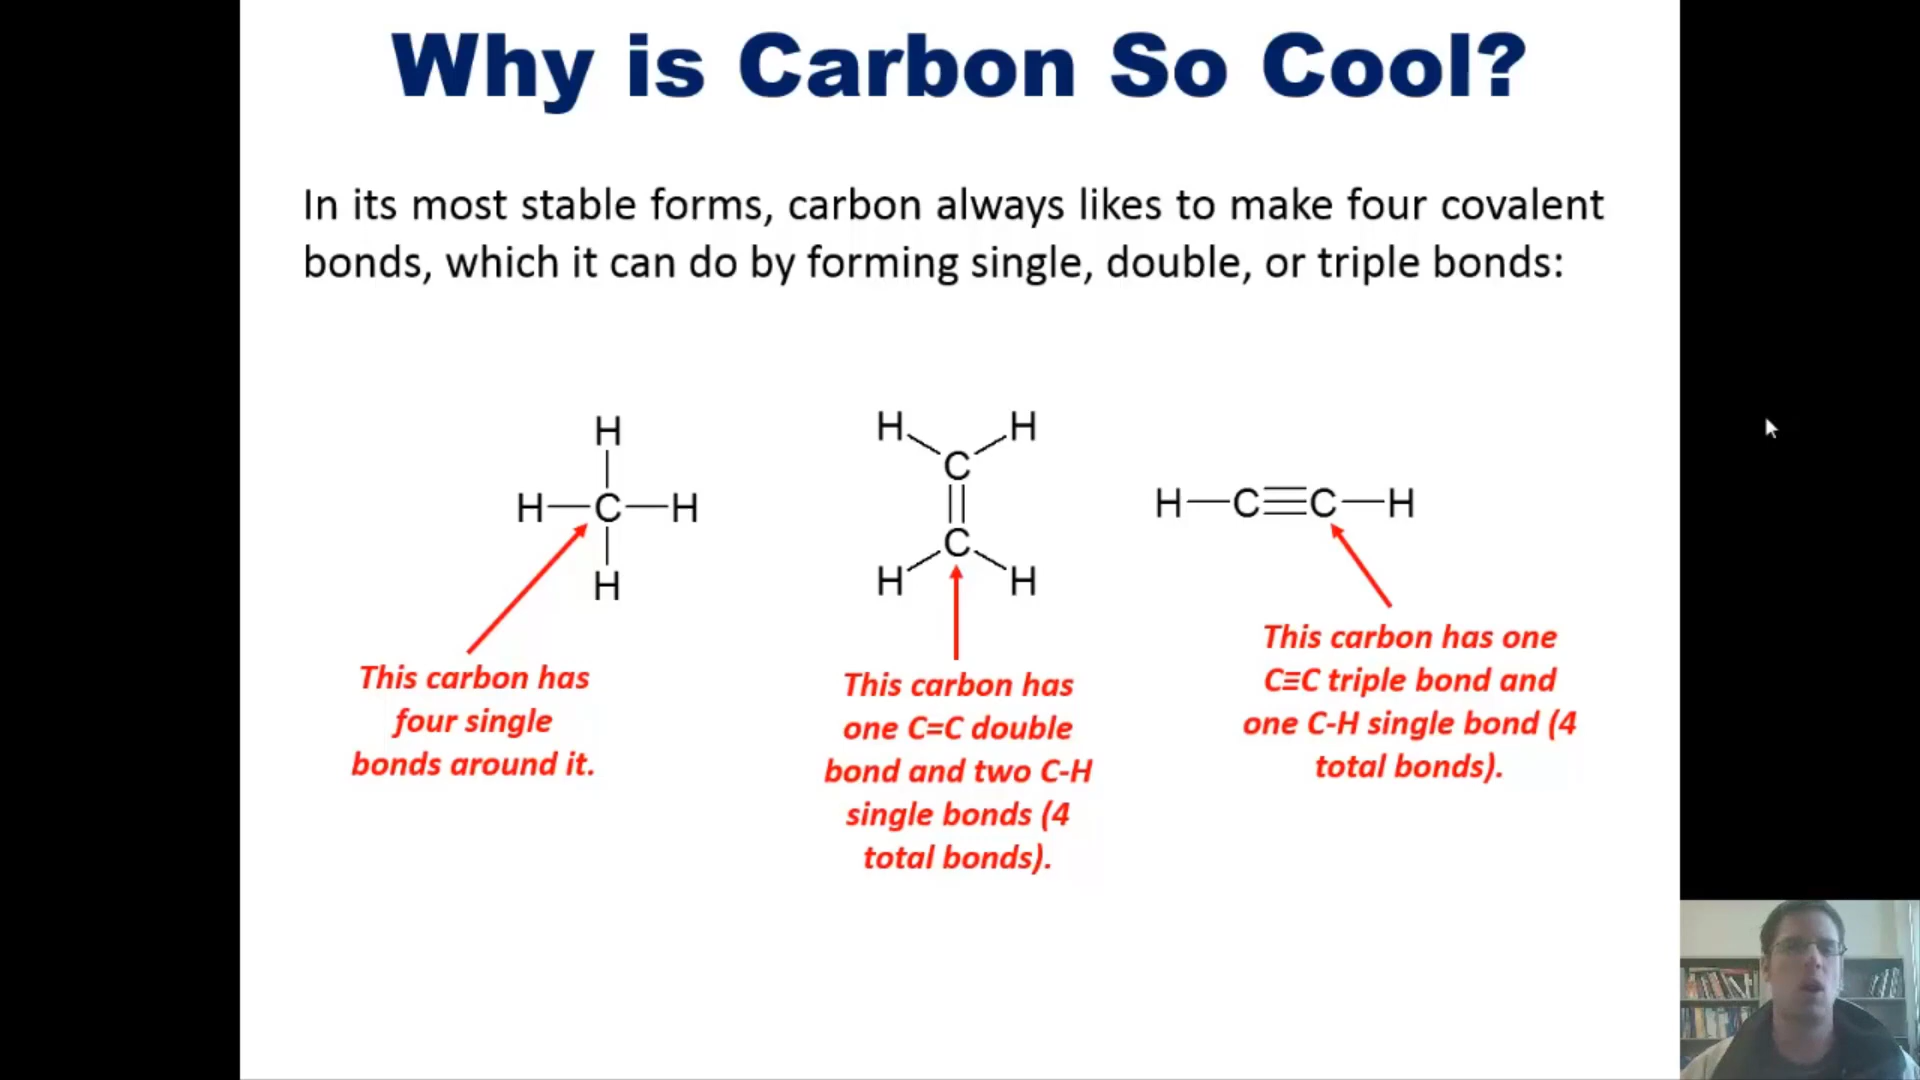 Why is Carbon So Cool?
In its most stable forms, carbon always likes to make four covalent
bonds, which it can do by forming single, double, or triple bonds:
H
H—C—H
H
H H
C
C
H H
H—C≡C—H
This carbon has
four single
bonds around it.
This carbon has
one C=C double
bond and two C-H
single bonds (4
total bonds).
This carbon has one
C≡C triple bond and
one C-H single bond (4
total bonds).